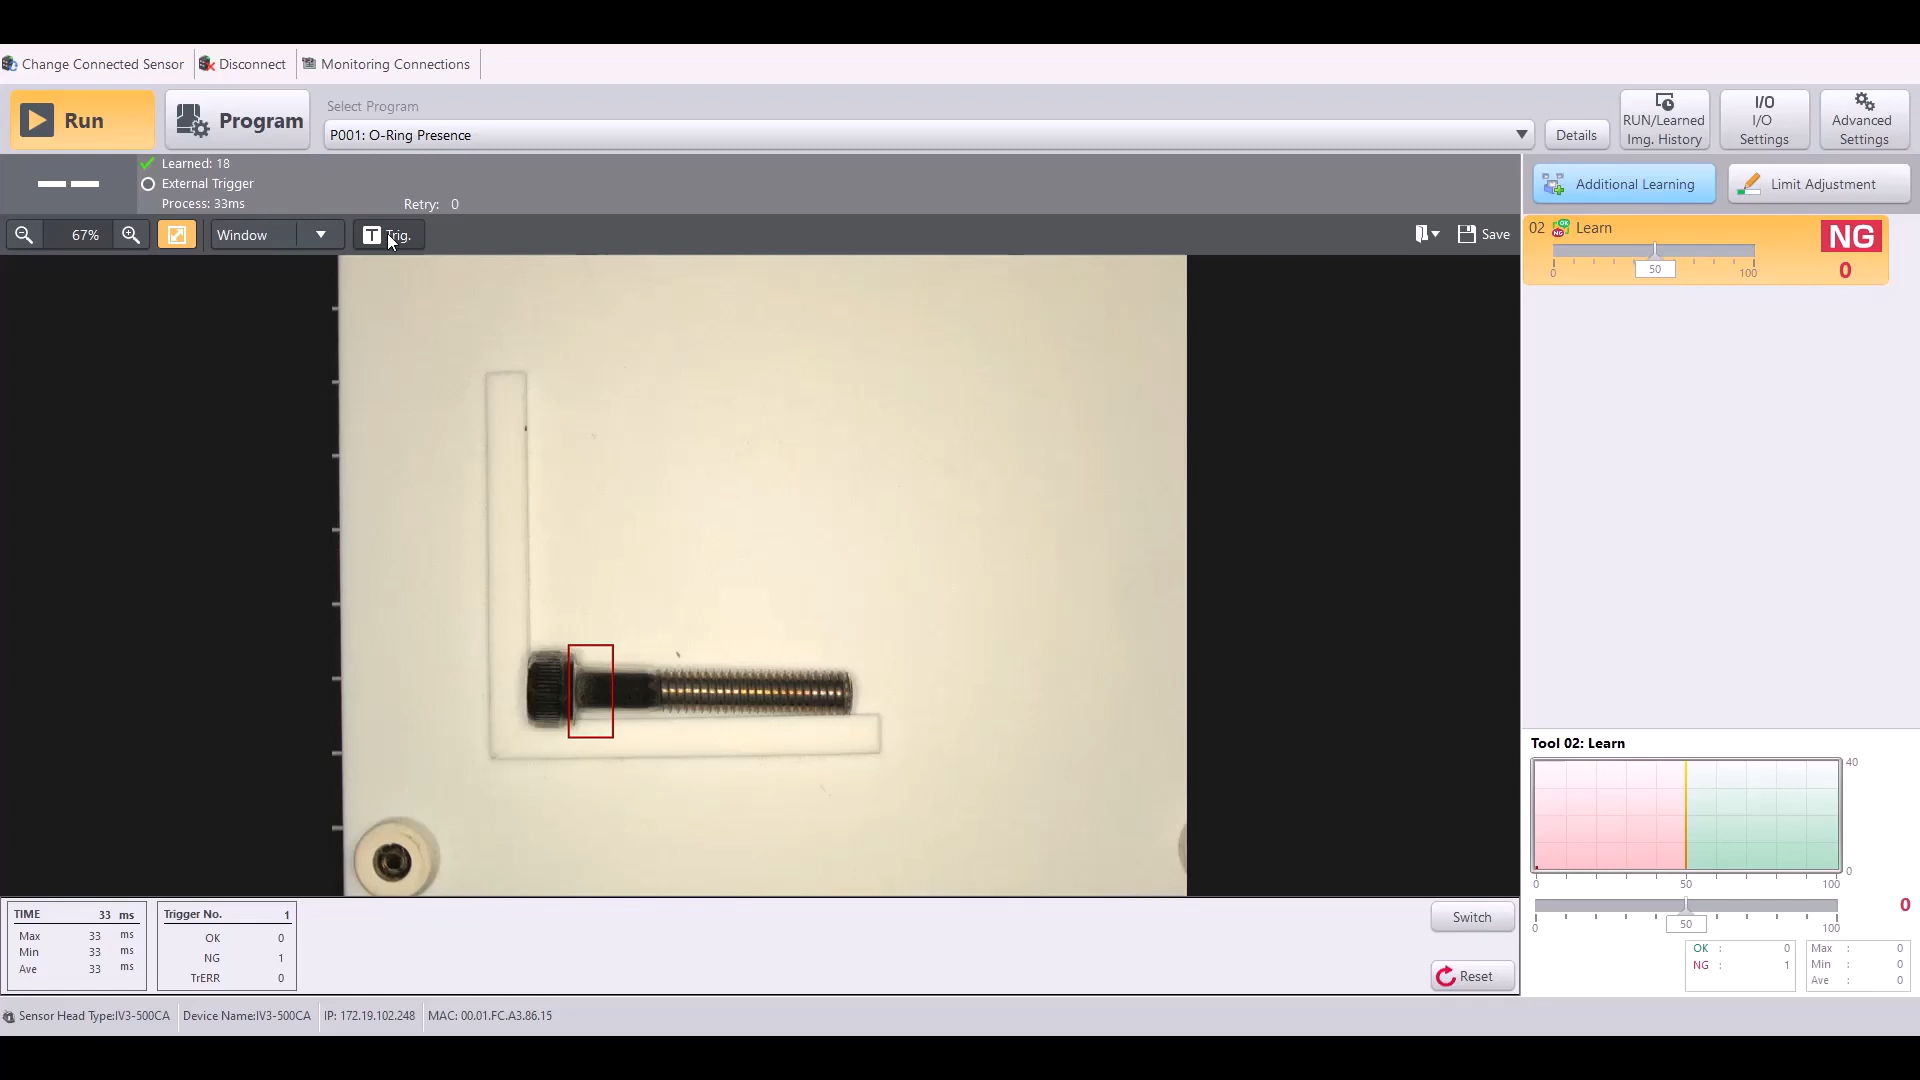 Change Connected Sensor
Disconnect
Monitoring Connections
Run
Program
Select Program
P001: O-Ring Presence
Details
RUN/Learned
Img. History
I/O
I/O
Settings
Advanced
Settings
Learned: 18
External Trigger
Process: 33ms
Retry: 0
Additional Learning
Limit Adjustment
67%
Window
T Trig.
Save
02 Learn
NG
0
0
50
100
Tool 02: Learn
40
0
0
50
100
0
0
50
100
OK : 0
NG : 1
Max : 0
Min : 0
Ave : 0
TIME 33 ms
Max 33 ms
Min 33 ms
Ave 33 ms
Trigger No. 1
OK 0
NG 1
TrERR 0
Switch
Reset
Sensor Head Type:IV3-500CA
Device Name:IV3-500CA
IP: 172.19.102.248
MAC: 00.01.FC.A3.86.15